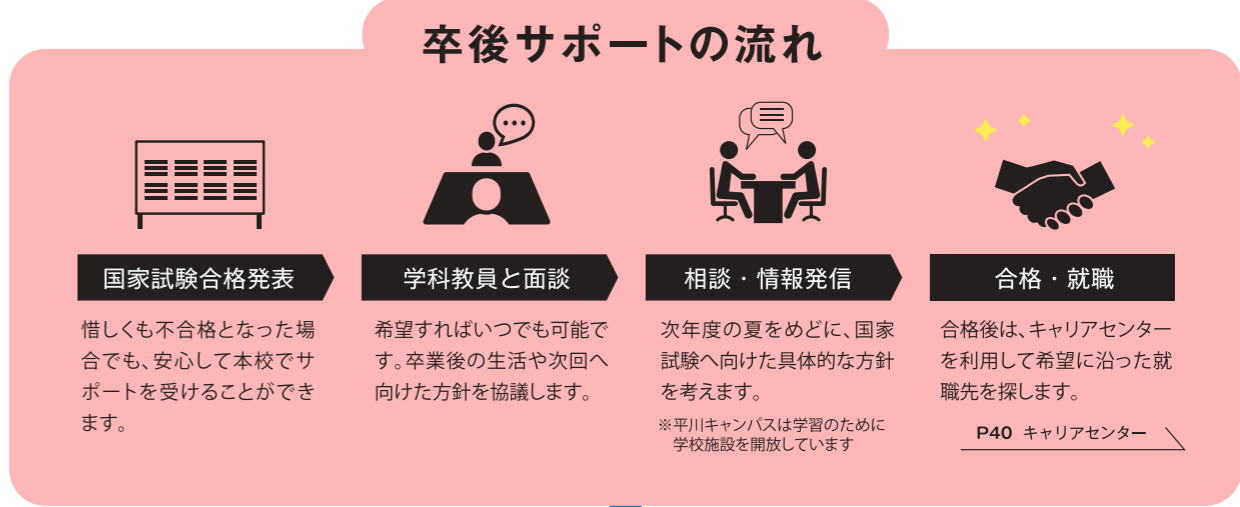 卒後サポートの流れ
国家試験合格発表
惜しくも不合格となった場
合でも、安心して本校でサ
ポートを受けることができ
ます。
学科教員と面談
希望すればいつでも可能で
す。卒業後の生活や次回へ
向けた方針を協議します。
相談・情報発信
次年度の夏をめどに、国家
試験へ向けた具体的な方針
を考えます。
※平川キャンパスは学習のために
学校施設を開放しています
合格・就職
合格後は、キャリアセンター
を利用して希望に沿った就
職先を探します。
P40 キャリアセンター